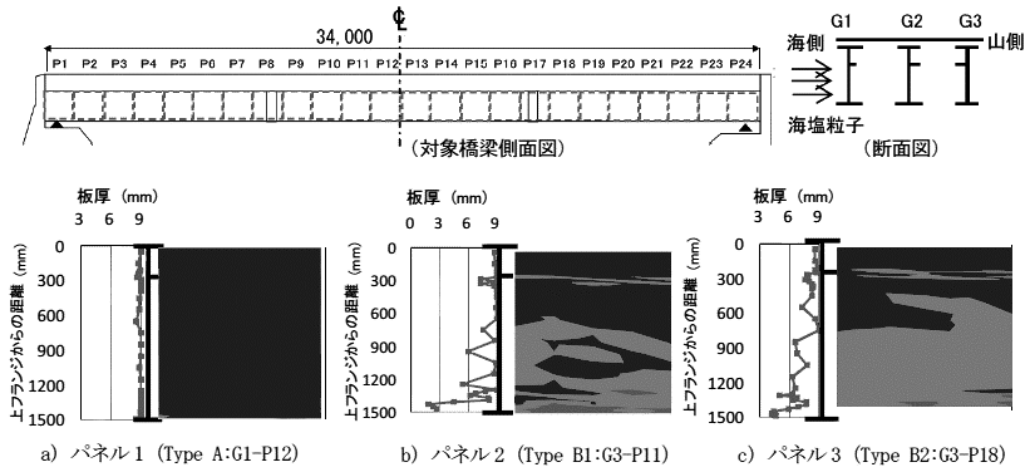 ℄
34,000
P1 P2 P3 P4 P5 P6 P7 P8 P9 P10 P11 P12 P13 P14 P15 P16 P17 P18 P19 P20 P21 P22 P23 P24
(対象橋梁側面図)
G1 G2 G3
海側 山側
海塩粒子
(断面図)
板厚 (mm)
3 6 9
上フランジからの距離 (mm)
0
300
600
900
1200
1500
a) パネル1 (Type A:G1-P12)
板厚 (mm)
0 3 6 9
上フランジからの距離 (mm)
0
300
600
900
1200
1500
b) パネル2 (Type B1:G3-P11)
板厚 (mm)
3 6 9
上フランジからの距離 (mm)
0
300
600
900
1200
1500
c) パネル3 (Type B2:G3-P18)